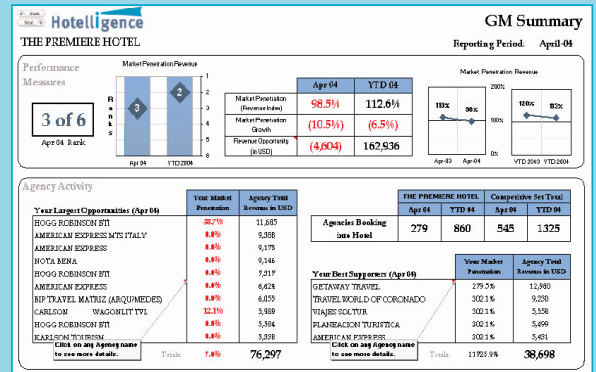 Hotelligence
GM Summary
THE PREMIERE HOTEL
Reporting Period: April-04
Performance
Measures
3 of 6
Apr 04 Rank
Market Penetration Revenue
Ranks
3
2
1
2
3
4
5
6
Apr 04
YTD 04
Apr 04 YTD 04
Market Penetration (Revenue Index) 98.5% 112.6%
Market Penetration Growth (10.5%) (6.5%)
Revenue Opportunity (in USD) (4,604) 162,936
Market Penetration Revenue
200%
100%
0%
98%
120%
113%
Apr-03 Apr-04
YTD 2003 YTD 2004
Agency Activity
Your Largest Opportunities (Apr 04) Your Market Penetration Agency Total Revenue in USD
HOGG ROBINSON BTI 38.7% 11,685
AMERICAN EXPRESS MTS ITALY 0.0% 9,388
AMERICAN EXPRESS 0.0% 9,173
NOTA BENA 0.0% 9,146
HOGG ROBINSON BTI 0.0% 7,317
AMERICAN EXPRESS 0.0% 6,624
BIP TRAVEL MATRIZ (ARQUIMEDES) 0.0% 6,053
CARLSON WAGONLIT TVL 12.1% 5,989
HOGG ROBINSON BTI 0.0% 5,584
KARLSON TOURISM 0.0% 5,338
Click on any Agency name
to see more details.
Totals: 7.0% 76,297
THE PREMIERE HOTEL Competitive Set Total
Apr 04 YTD 04 Apr 04 YTD 04
Agencies Booking into Hotel 279 860 545 1325
Your Best Supporters (Apr 04) Your Market Penetration Agency Total Revenue in USD
GETAWAY TRAVEL 279.5% 12,980
TRAVEL WORLD OF CORONADO 302.1% 9,230
VIAJES SOLTUR 302.1% 5,558
PLANEACION TURISTICA 302.1% 5,499
AMERICAN EXPRESS 302.1% 5,431
Click on any Agency name
to see more details.
Totals: 11725.9% 38,698